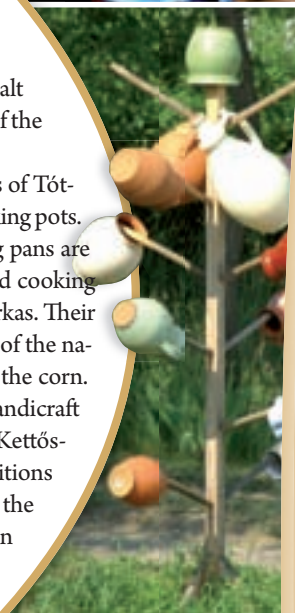 alt
of the
s of Tót-
ing pots.
g pans are
d cooking
rkas. Their
of the na-
the corn.
andicraft
Kettős-
itions
the
n